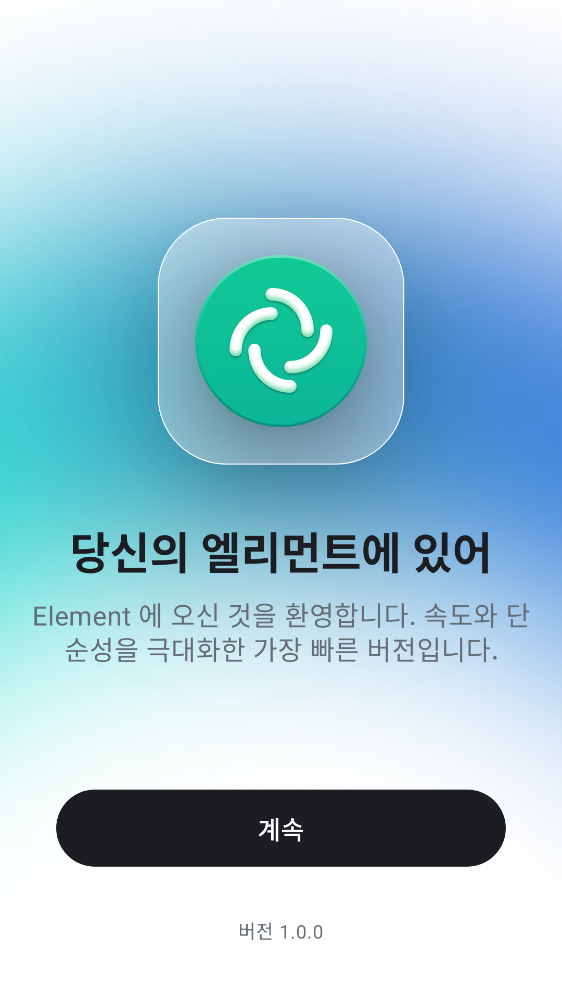 당신의 엘리먼트에 있어
Element 에 오신 것을 환영합니다. 속도와 단
순성을 극대화한 가장 빠른 버전입니다.
계속
버전 1.0.0